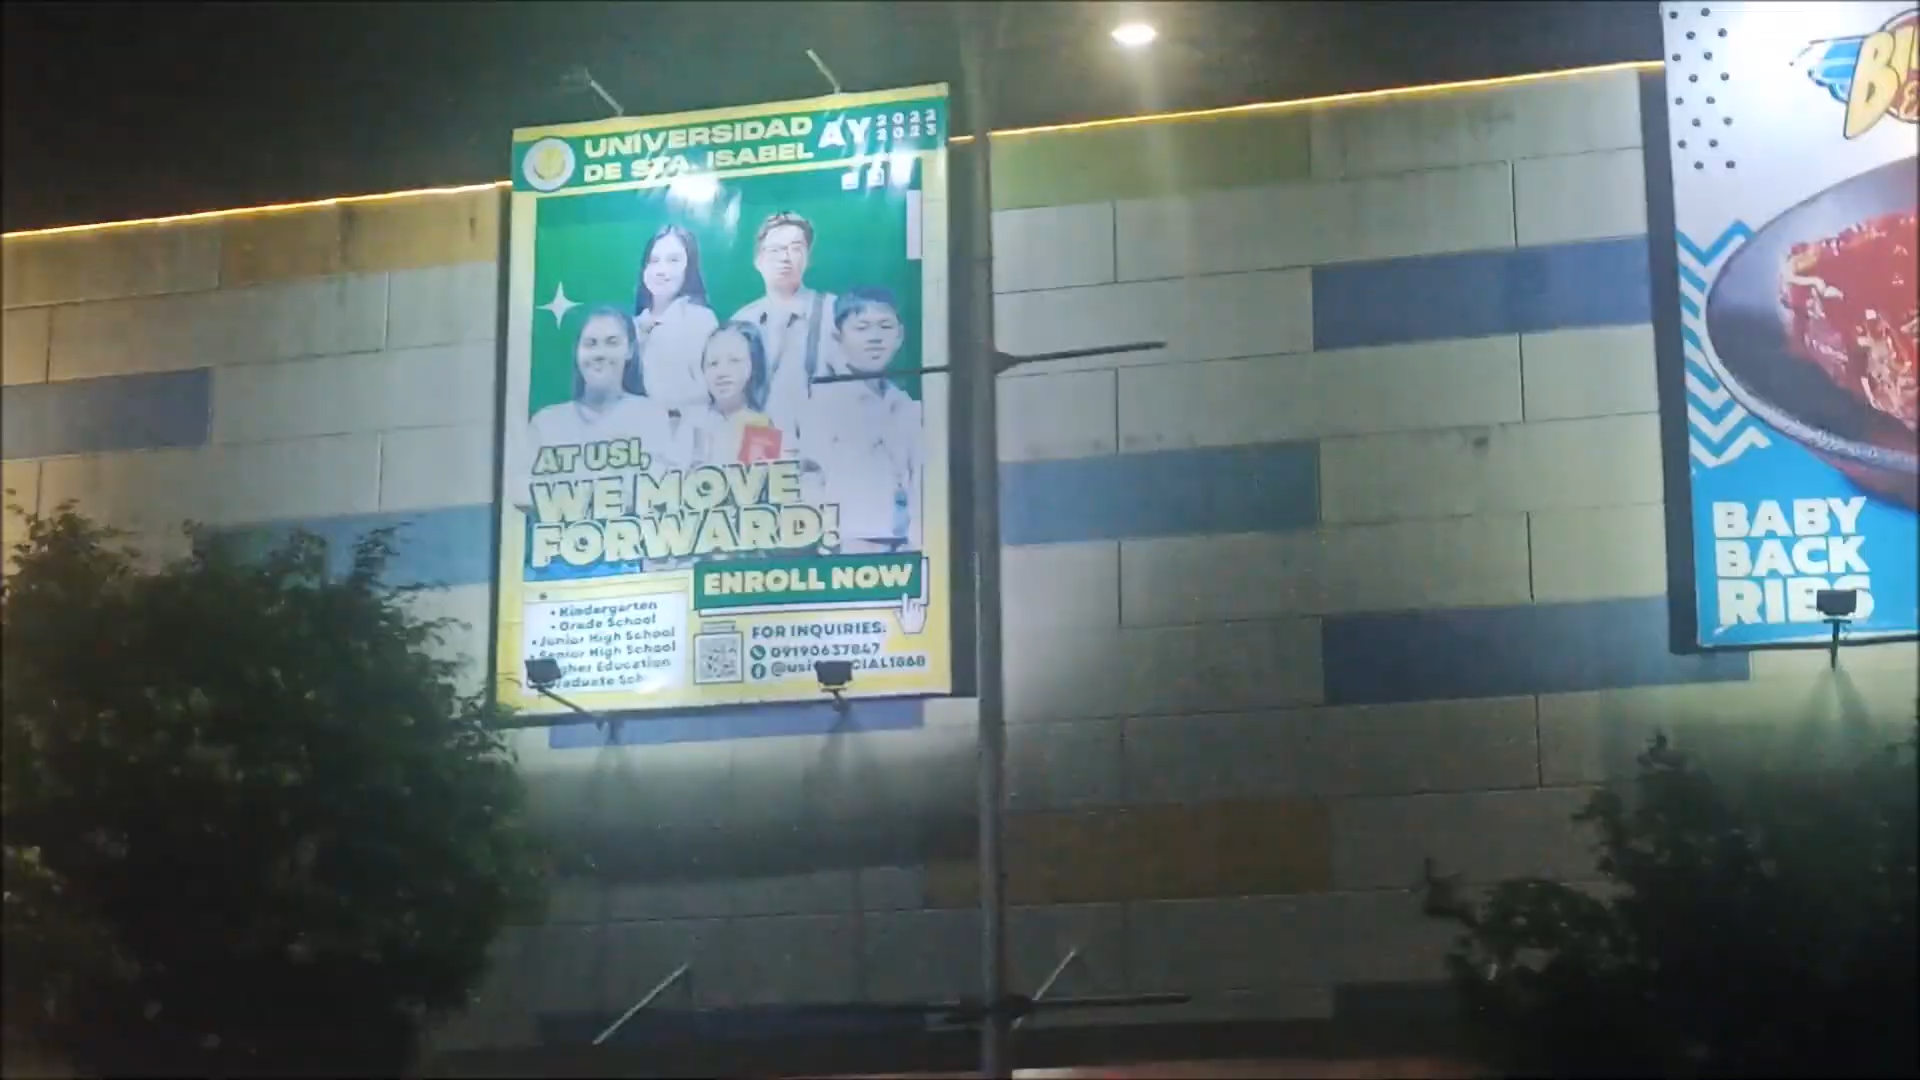 UNIVERSIDAD
DE STA. ISABEL
AY 2022
2023
AT USI,
WE MOVE
FORWARD!
ENROLL NOW
• Kindergarten
• Grade School
• Junior High School
• Senior High School
Education
FOR INQUIRIES:
09190637847
BABY
BACK
RIBS